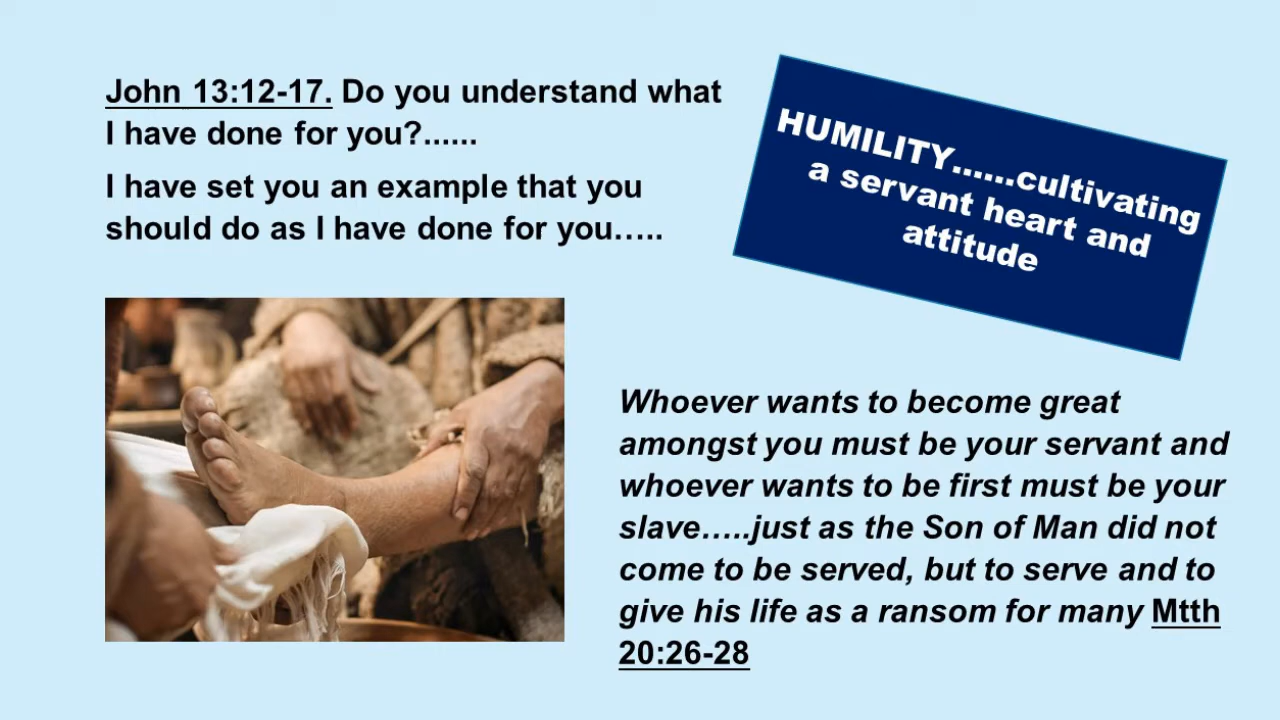 John 13:12-17. Do you understand what
I have done for you?......
I have set you an example that you
should do as I have done for you…..
HUMILITY……cultivating
a servant heart and
attitude
Whoever wants to become great
amongst you must be your servant and
whoever wants to be first must be your
slave…..just as the Son of Man did not
come to be served, but to serve and to
give his life as a ransom for many Mtth
20:26-28